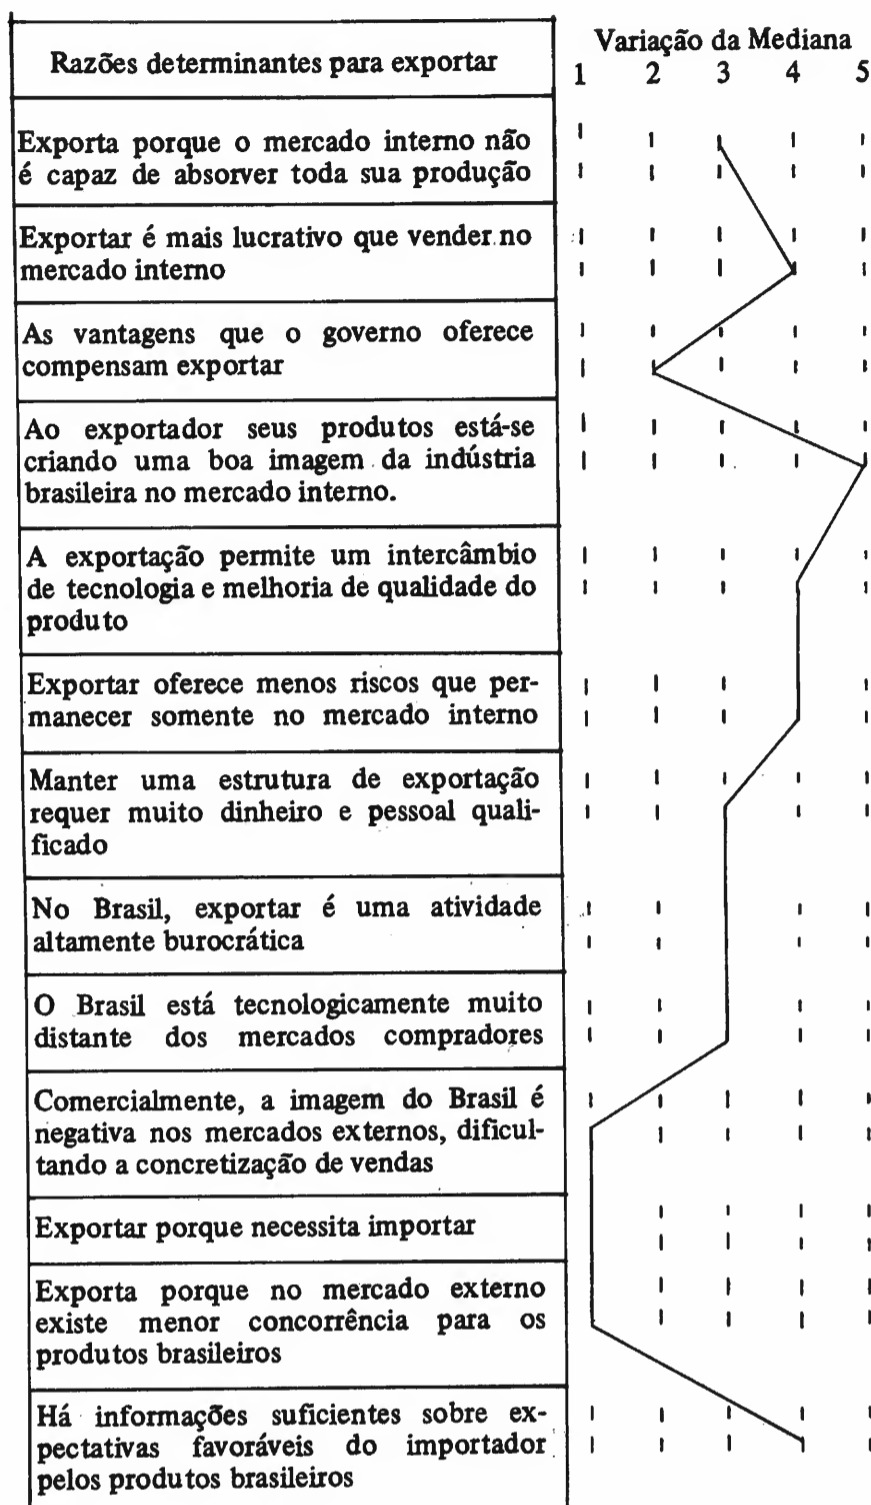 Razões determinantes para exportar
Variação da Mediana
1 2 3 4 5
Exporta porque o mercado interno não
é capaz de absorver toda sua produção
Exportar é mais lucrativo que vender no
mercado interno
As vantagens que o governo oferece
compensam exportar
Ao exportador seus produtos está-se
criando uma boa imagem da indústria
brasileira no mercado interno.
A exportação permite um intercâmbio
de tecnologia e melhoria de qualidade do
produto
Exportar oferece menos riscos que per-
manecer somente no mercado interno
Manter uma estrutura de exportação
requer muito dinheiro e pessoal quali-
ficado
No Brasil, exportar é uma atividade
altamente burocrática
O Brasil está tecnologicamente muito
distante dos mercados compradores
Comercialmente, a imagem do Brasil é
negativa nos mercados externos, dificul-
tando a concretização de vendas
Exportar porque necessita importar
Exporta porque no mercado externo
existe menor concorrência para os
produtos brasileiros
Há informações suficientes sobre ex-
pectativas favoráveis do importador
pelos produtos brasileiros